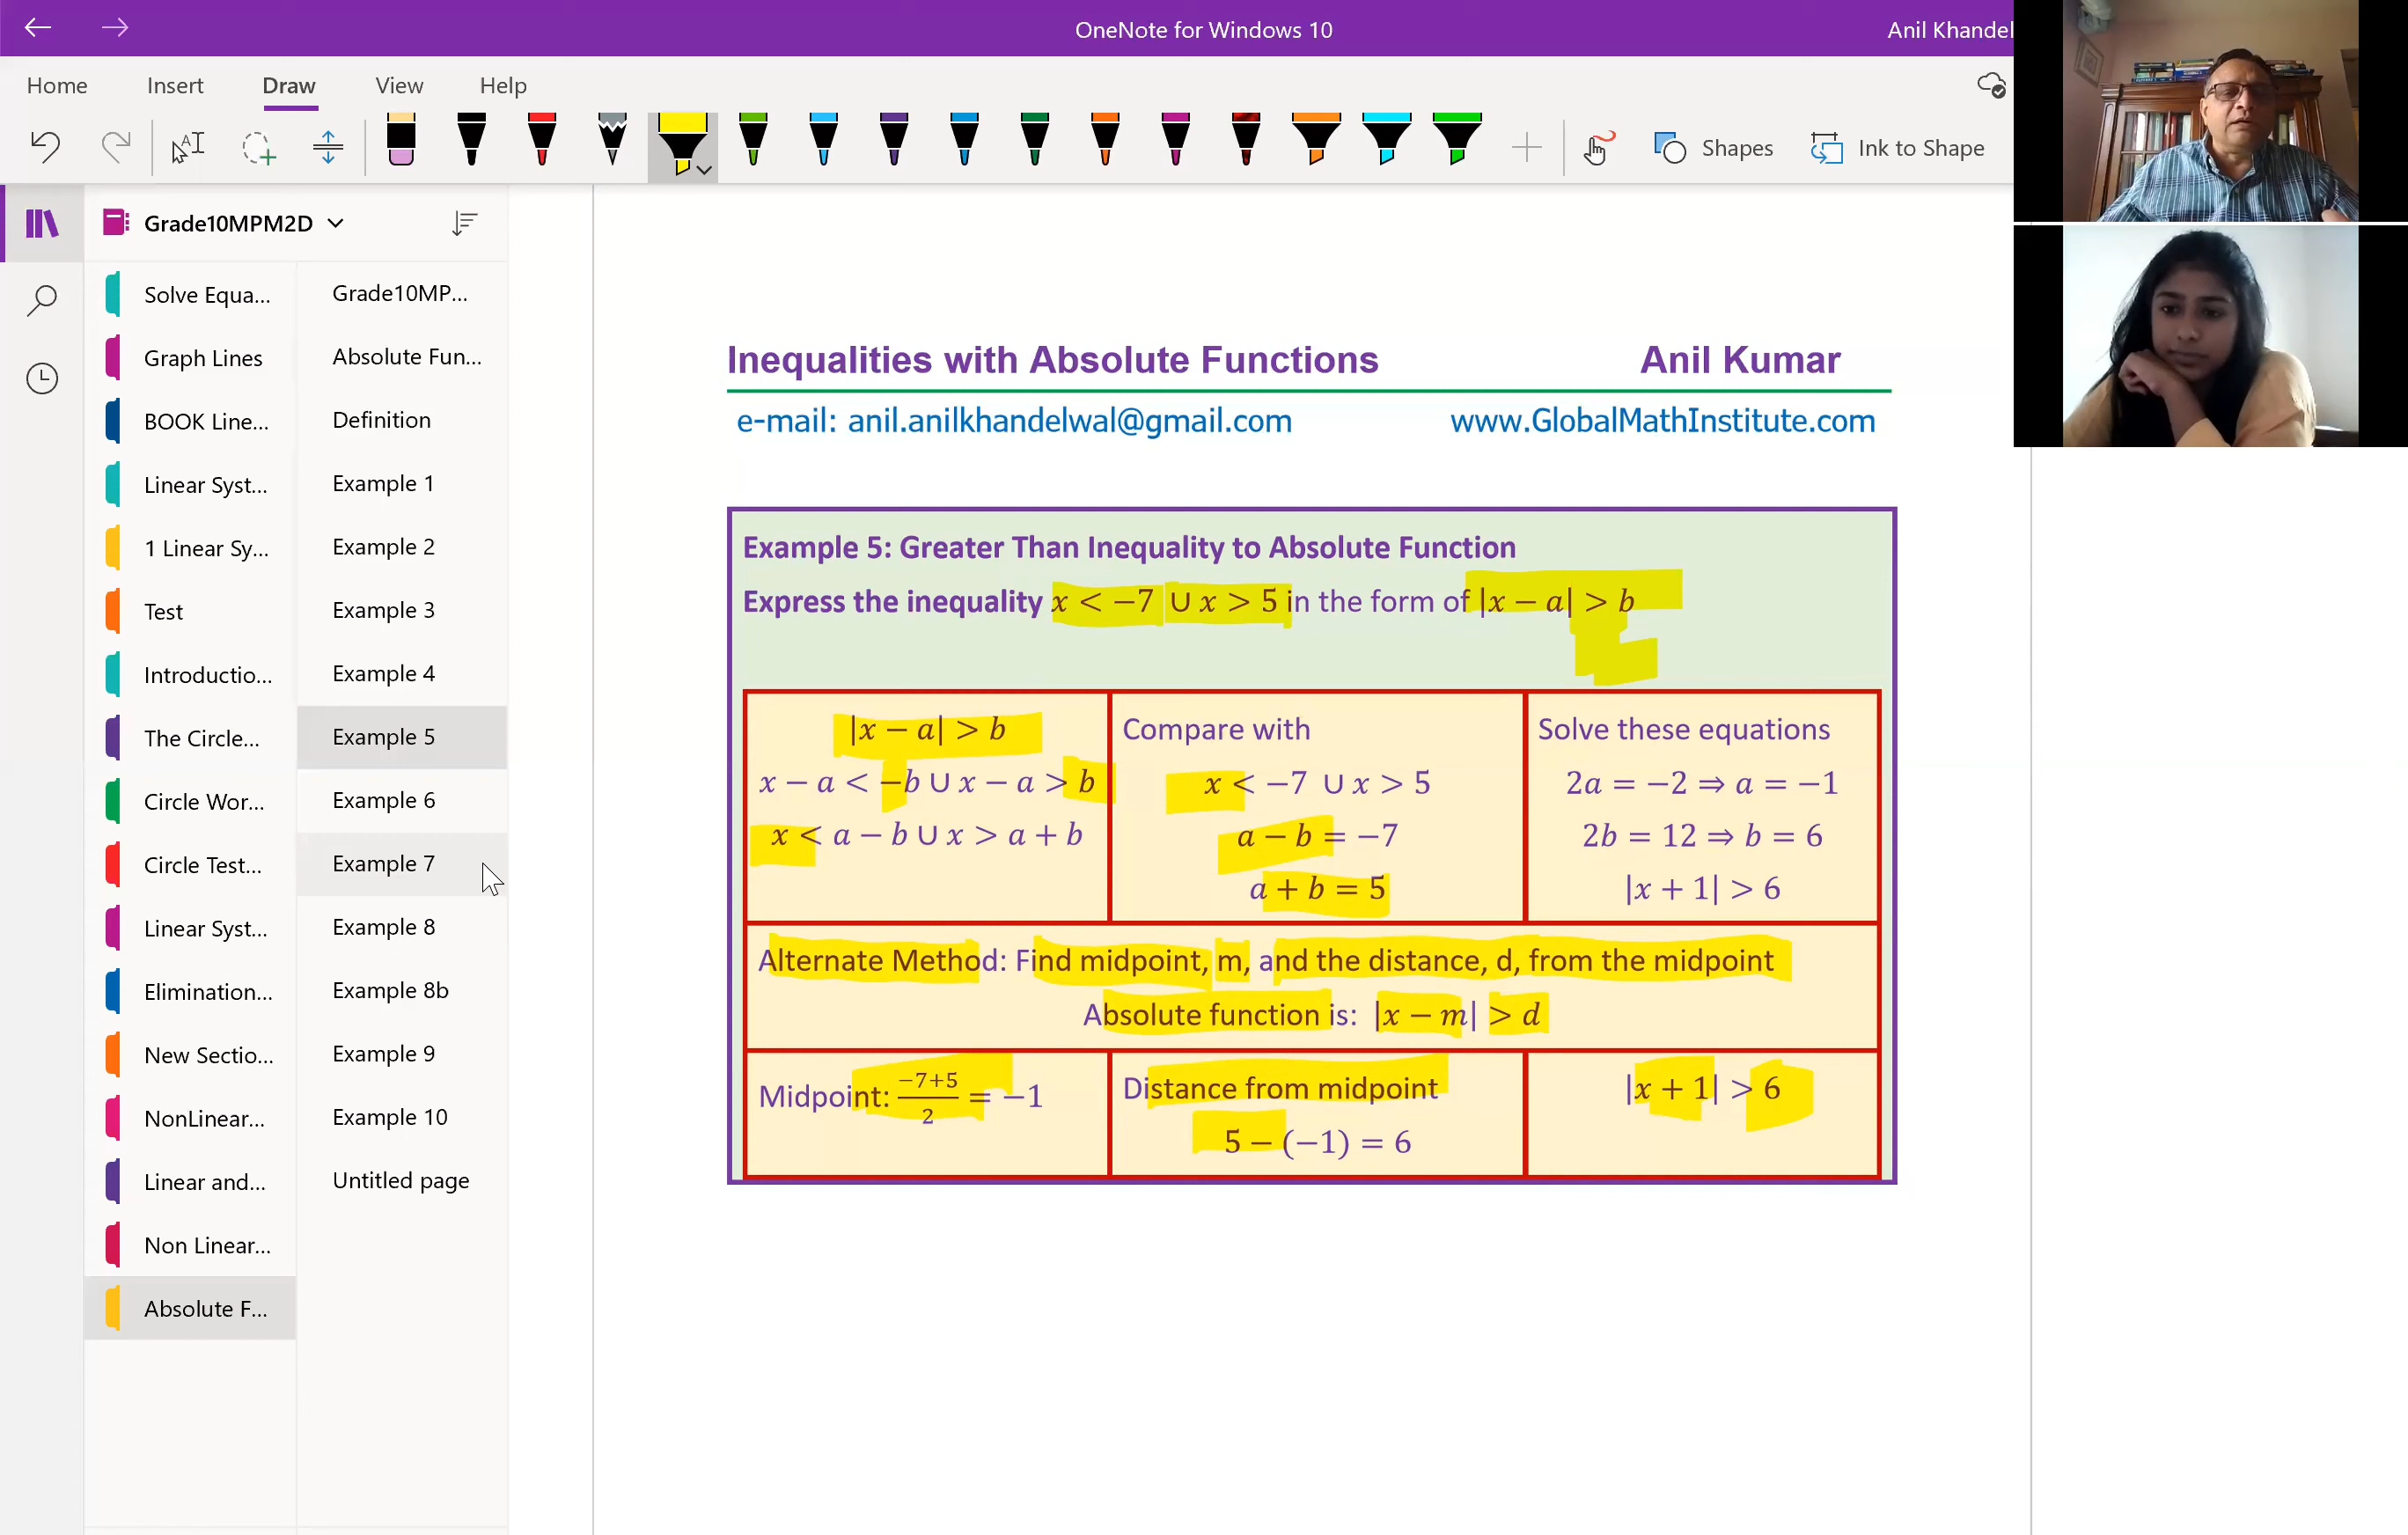 OneNote for Windows 10
Anil Khandel
Home Insert Draw View Help
Shapes Ink to Shape
Grade10MPM2D
Solve Equa...
Graph Lines
BOOK Line...
Linear Syst...
1 Linear Sy...
Test
Introductio...
The Circle...
Circle Wor...
Circle Test...
Linear Syst...
Elimination...
New Sectio...
NonLinear...
Linear and...
Non Linear...
Absolute F...
Grade10MP...
Absolute Fun...
Definition
Example 1
Example 2
Example 3
Example 4
Example 5
Example 6
Example 7
Example 8
Example 8b
Example 9
Example 10
Untitled page
Inequalities with Absolute Functions Anil Kumar
e-mail: anil.anilkhandelwal@gmail.com www.GlobalMathInstitute.com
Example 5: Greater Than Inequality to Absolute Function
Express the inequality x < −7 ∪ x > 5 in the form of |x − a| > b
|x − a| > b
x − a < −b ∪ x − a > b
x < a − b ∪ x > a + b
Compare with
x < −7 ∪ x > 5
a − b = −7
a + b = 5
Solve these equations
2a = −2 ⇒ a = −1
2b = 12 ⇒ b = 6
|x + 1| > 6
Alternate Method: Find midpoint, m, and the distance, d, from the midpoint
Absolute function is: |x − m| > d
Midpoint: −7+5/2 = −1
Distance from midpoint
5 − (−1) = 6
|x + 1| > 6